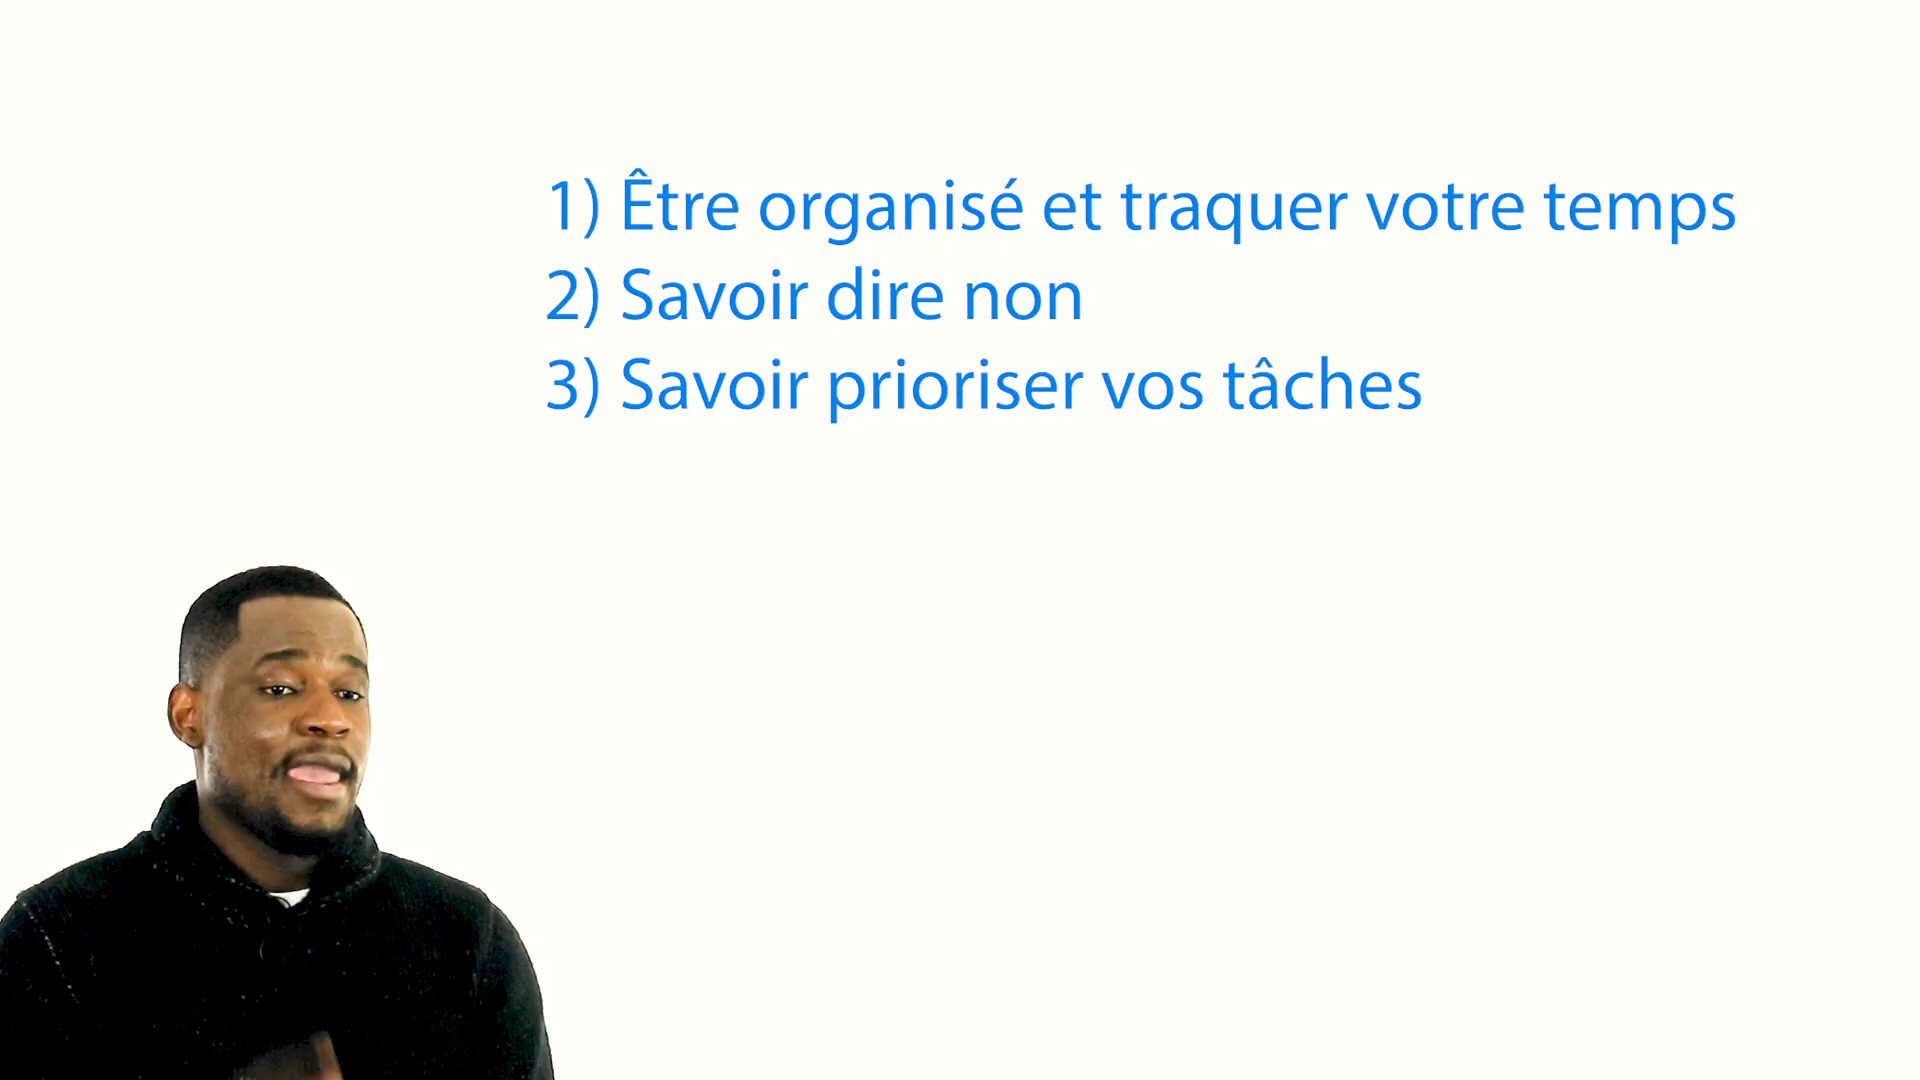 1) Être organisé et traquer votre temps
2) Savoir dire non
3) Savoir prioriser vos tâches